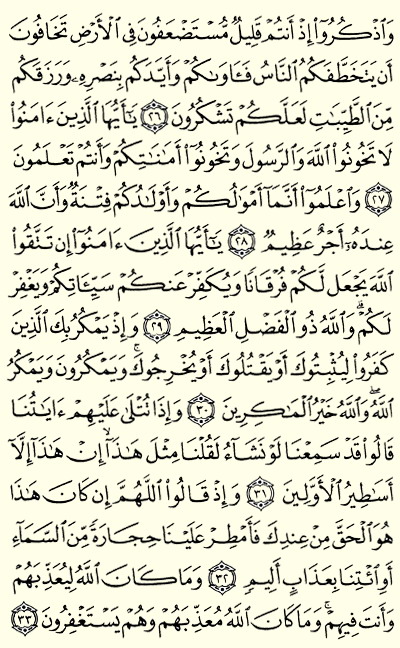 وَٱذۡكُرُوٓاْ إِذۡ أَنتُمۡ قَلِيلٞ مُّسۡتَضۡعَفُونَ فِي ٱلۡأَرۡضِ تَخَافُونَ
أَن يَتَخَطَّفَكُمُ ٱلنَّاسُ فَـَٔاوَىٰكُمۡ وَأَيَّدَكُم بِنَصۡرِهِۦ وَرَزَقَكُم
مِّنَ ٱلطَّيِّبَٰتِ لَعَلَّكُمۡ تَشۡكُرُونَ ٢٦ يَٰٓأَيُّهَا ٱلَّذِينَ ءَامَنُواْ
لَا تَخُونُواْ ٱللَّهَ وَٱلرَّسُولَ وَتَخُونُوٓاْ أَمَٰنَٰتِكُمۡ وَأَنتُمۡ تَعۡلَمُونَ
٢٧ وَٱعۡلَمُوٓاْ أَنَّمَآ أَمۡوَٰلُكُمۡ وَأَوۡلَٰدُكُمۡ فِتۡنَةٞ وَأَنَّ ٱللَّهَ
عِندَهُۥٓ أَجۡرٌ عَظِيمٞ ٢٨ يَٰٓأَيُّهَا ٱلَّذِينَ ءَامَنُوٓاْ إِن تَتَّقُواْ
ٱللَّهَ يَجۡعَل لَّكُمۡ فُرۡقَانٗا وَيُكَفِّرۡ عَنكُمۡ سَيِّـَٔاتِكُمۡ وَيَغۡفِرۡ
لَكُمۡۗ وَٱللَّهُ ذُو ٱلۡفَضۡلِ ٱلۡعَظِيمِ ٢٩ وَإِذۡ يَمۡكُرُ بِكَ ٱلَّذِينَ
كَفَرُواْ لِيُثۡبِتُوكَ أَوۡ يَقۡتُلُوكَ أَوۡ يُخۡرِجُوكَۚ وَيَمۡكُرُونَ وَيَمۡكُرُ
ٱللَّهُۖ وَٱللَّهُ خَيۡرُ ٱلۡمَٰكِرِينَ ٣٠ وَإِذَا تُتۡلَىٰ عَلَيۡهِمۡ ءَايَٰتُنَا
قَالُواْ قَدۡ سَمِعۡنَا لَوۡ نَشَآءُ لَقُلۡنَا مِثۡلَ هَٰذَآ إِنۡ هَٰذَآ إِلَّآ
أَسَٰطِيرُ ٱلۡأَوَّلِينَ ٣١ وَإِذۡ قَالُواْ ٱللَّهُمَّ إِن كَانَ هَٰذَا
هُوَ ٱلۡحَقَّ مِنۡ عِندِكَ فَأَمۡطِرۡ عَلَيۡنَا حِجَارَةٗ مِّنَ ٱلسَّمَآءِ
أَوِ ٱئۡتِنَا بِعَذَابٍ أَلِيمٖ ٣٢ وَمَا كَانَ ٱللَّهُ لِيُعَذِّبَهُمۡ
وَأَنتَ فِيهِمۡۚ وَمَا كَانَ ٱللَّهُ مُعَذِّبَهُمۡ وَهُمۡ يَسۡتَغۡفِرُونَ ٣٣